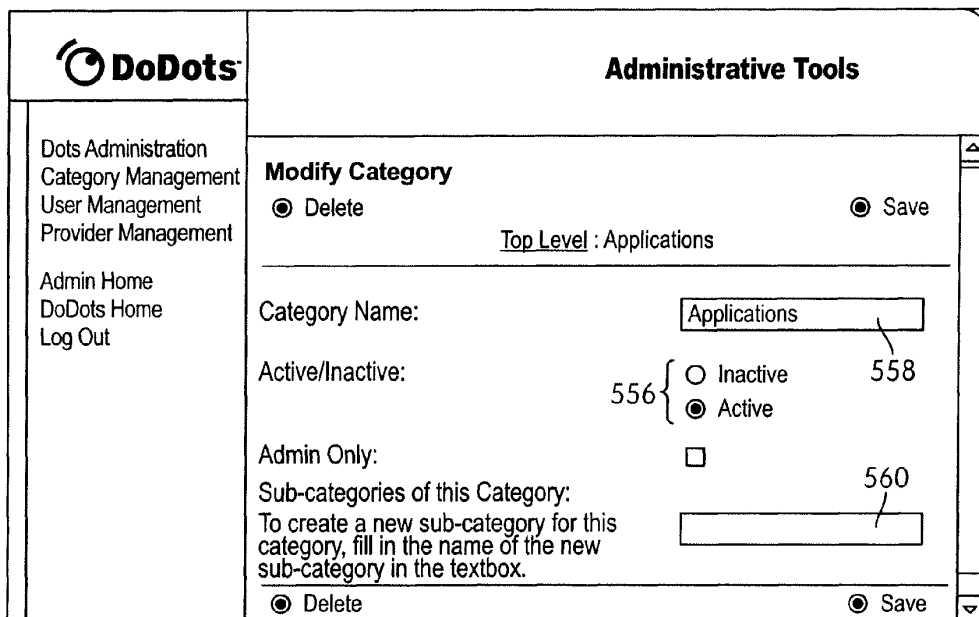 DoDots
Administrative Tools
Dots Administration
Category Management
User Management
Provider Management
Admin Home
DoDots Home
Log Out
Modify Category
Delete
Save
Top Level : Applications
Category Name:
Applications
558
Active/Inactive:
556
Inactive
Active
Admin Only:
560
Sub-categories of this Category:
To create a new sub-category for this
category, fill in the name of the new
sub-category in the textbox.
Delete
Save